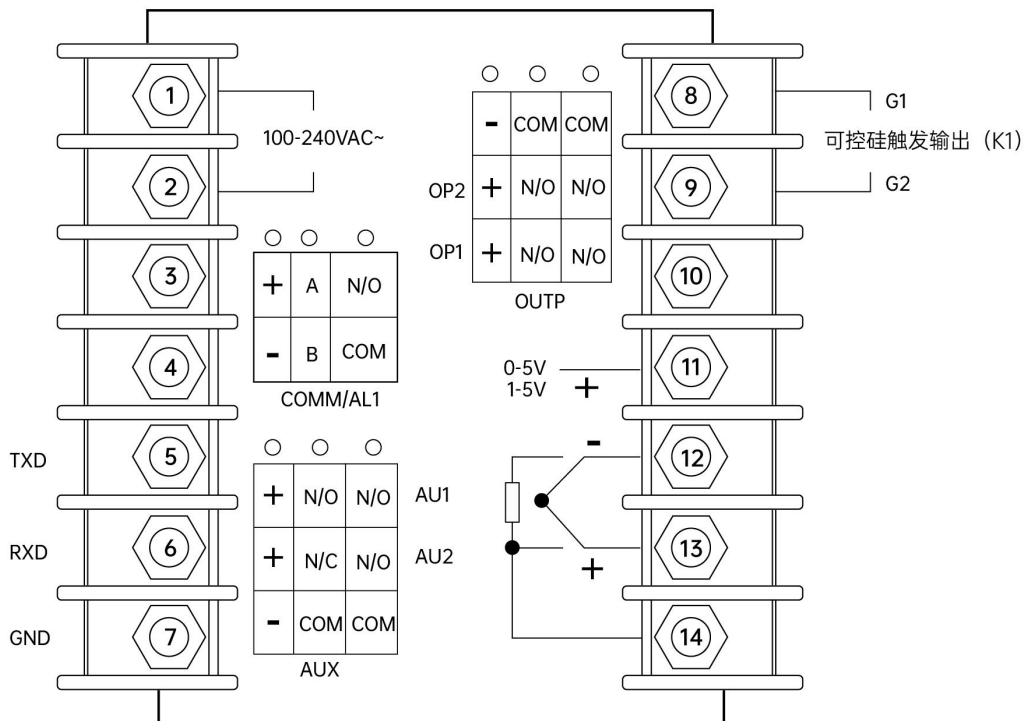 ①
100-240VAC~
②
③
④
+ A N/O
- B COM
COMM/AL1
TXD ⑤
RXD ⑥
GND ⑦
+ N/O N/O AU1
+ N/C N/O AU2
- COM COM
AUX
- COM COM
OP2 + N/O N/O
OP1 + N/O N/O
OUTP
⑧ G1
可控硅触发输出（K1）
⑨ G2
⑩
0-5V
1-5V + ⑪
- ⑫
+ ⑬
⑭